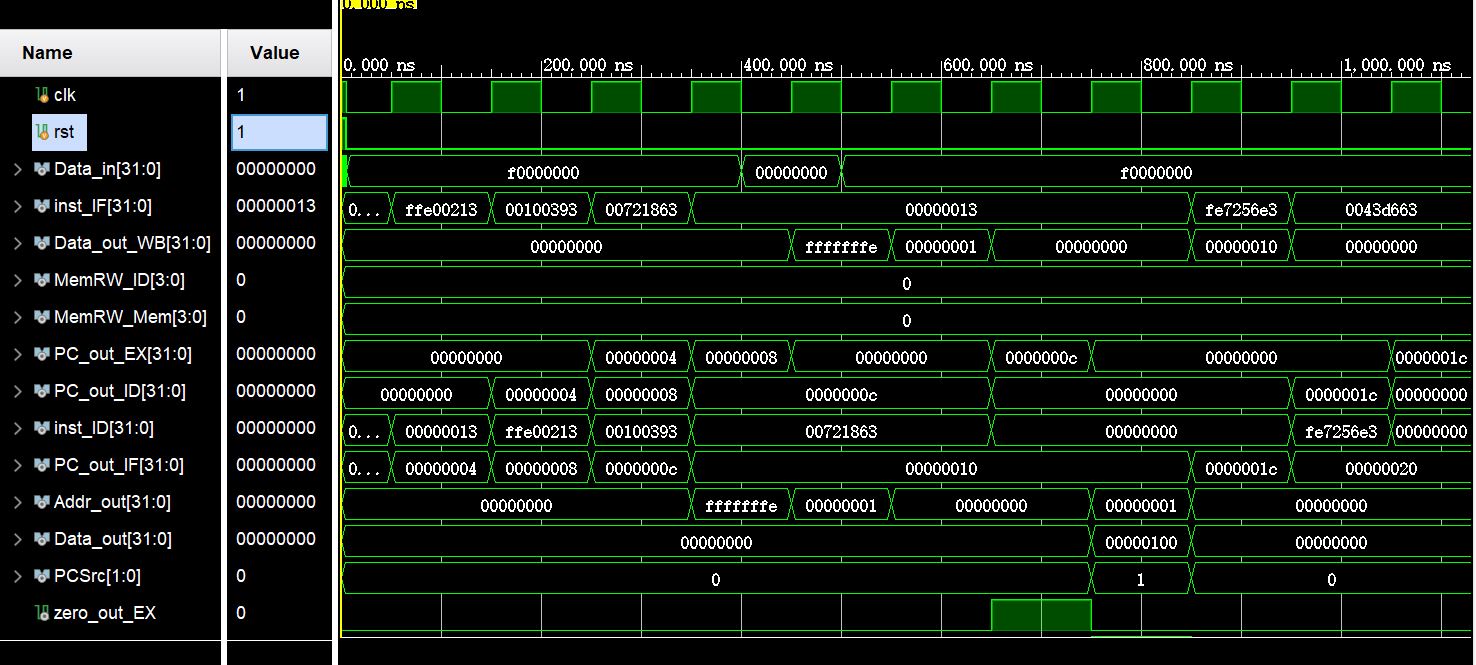 0.000 ns
Name Value
0.000 ns 200.000 ns 400.000 ns 600.000 ns 800.000 ns 1,000.000 ns
clk 1
rst 1
Data_in[31:0] 00000000 f0000000 00000000 f0000000
inst_IF[31:0] 00000013 0... ffe00213 00100393 00721863 00000013 fe7256e3 0043d663
Data_out_WB[31:0] 00000000 00000000 fffffffe 00000001 00000000 00000010 00000000
MemRW_ID[3:0] 0 0
MemRW_Mem[3:0] 0 0
PC_out_EX[31:0] 00000000 00000000 00000004 00000008 00000000 0000000c 00000000 0000001c
PC_out_ID[31:0] 00000000 00000000 00000004 00000008 0000000c 00000000 0000001c 00000000
inst_ID[31:0] 00000000 0... 00000013 ffe00213 00100393 00721863 00000000 fe7256e3 00000000
PC_out_IF[31:0] 00000000 0... 00000004 00000008 0000000c 00000010 0000001c 00000020
Addr_out[31:0] 00000000 00000000 fffffffe 00000001 00000000 00000001 00000000
Data_out[31:0] 00000000 00000000 00000100 00000000
PCSrc[1:0] 0 0 1 0
zero_out_EX 0